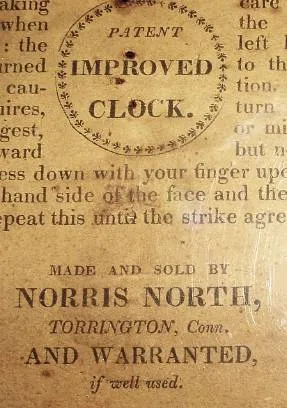 aking care
PATENT
when the
: the left
IMPROVED
urned to th
cau- tion.
CLOCK.
uires, turn
gest, or mi
ward but n
ess down with your finger upo
hand side of the face and the
epeat this until the strike agre
MADE AND SOLD BY
NORRIS NORTH,
TORRINGTON, Conn.
AND WARRANTED,
if well used.